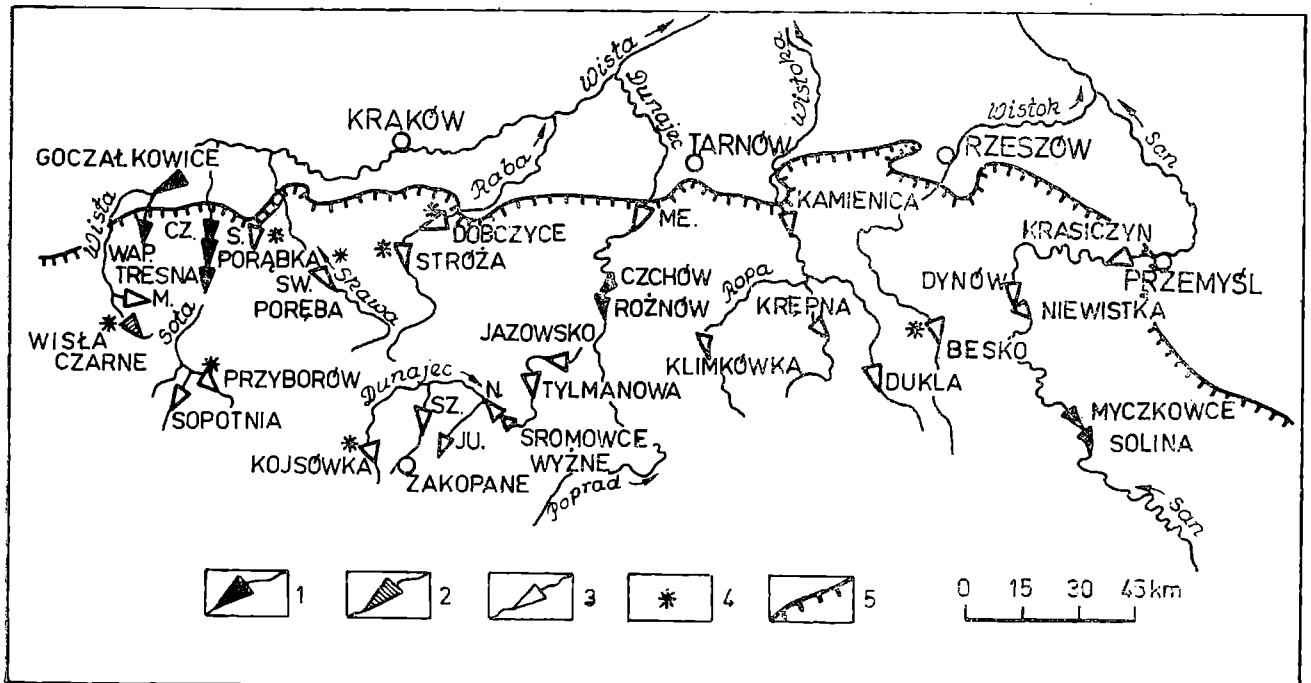 Wisła
Wisłoka
Dunajec
KRAKÓW
Wisłok
San
GOCZAŁKOWICE
TARNÓW
RZESZÓW
Raba
Wisła
KAMIENICA
ME.
CZ.
S.
DOBCZYCE
KRASICZYN
WAP.
PORĄBKA
STRÓŻA
PRZEMYŚL
TRESNA
SW.
Skawa
CZCHÓW
Ropa
DYNÓW
M.
PORĘBA
ROŻNÓW
KRĘPNA
NIEWISTKA
Soła
WISŁA
CZARNE
JAZOWSKO
BESKO
KLIMKÓWKA
PRZYBORÓW
Dunajec
N.
TYLMANOWA
DUKLA
SOPOTNIA
SZ.
MYCZKOWCE
JU.
SROMOWCE
WYŻNE
SOLINA
KOJSÓWKA
ZAKOPANE
Poprad
San
1
2
3
4
5
0 15 30 45 km